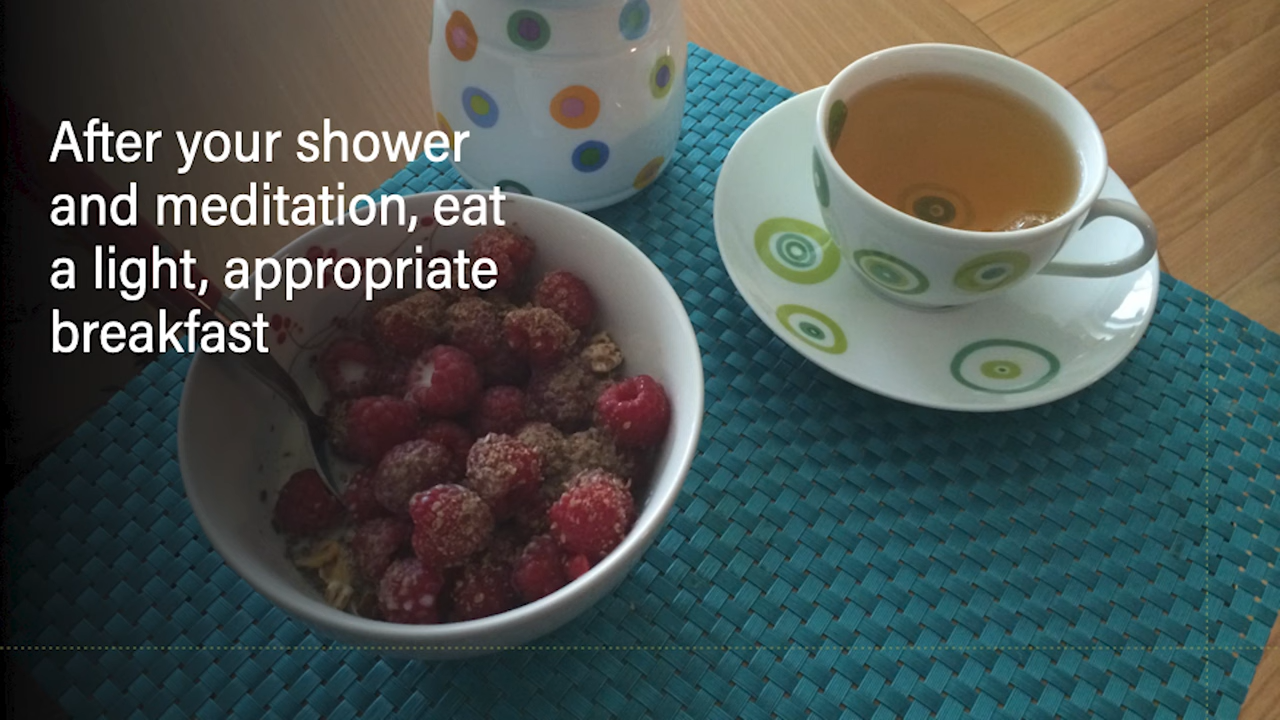 After your shower
and meditation, eat
a light, appropriate
breakfast